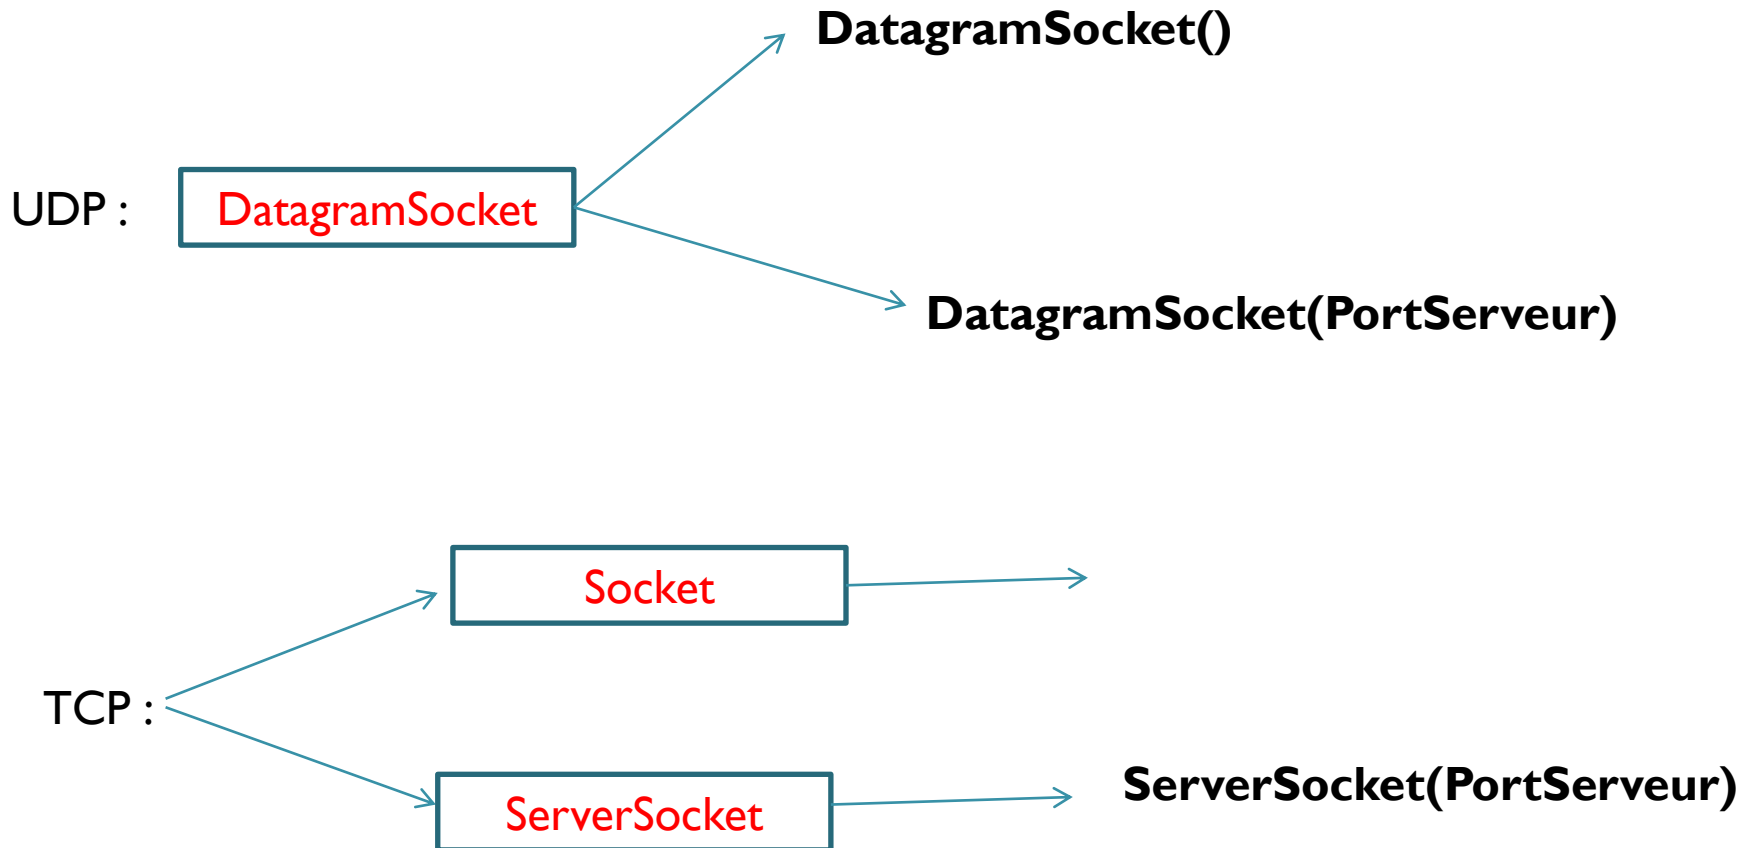 DatagramSocket()
UDP : DatagramSocket
DatagramSocket(PortServeur)
Socket
TCP :
ServerSocket(PortServeur)
ServerSocket